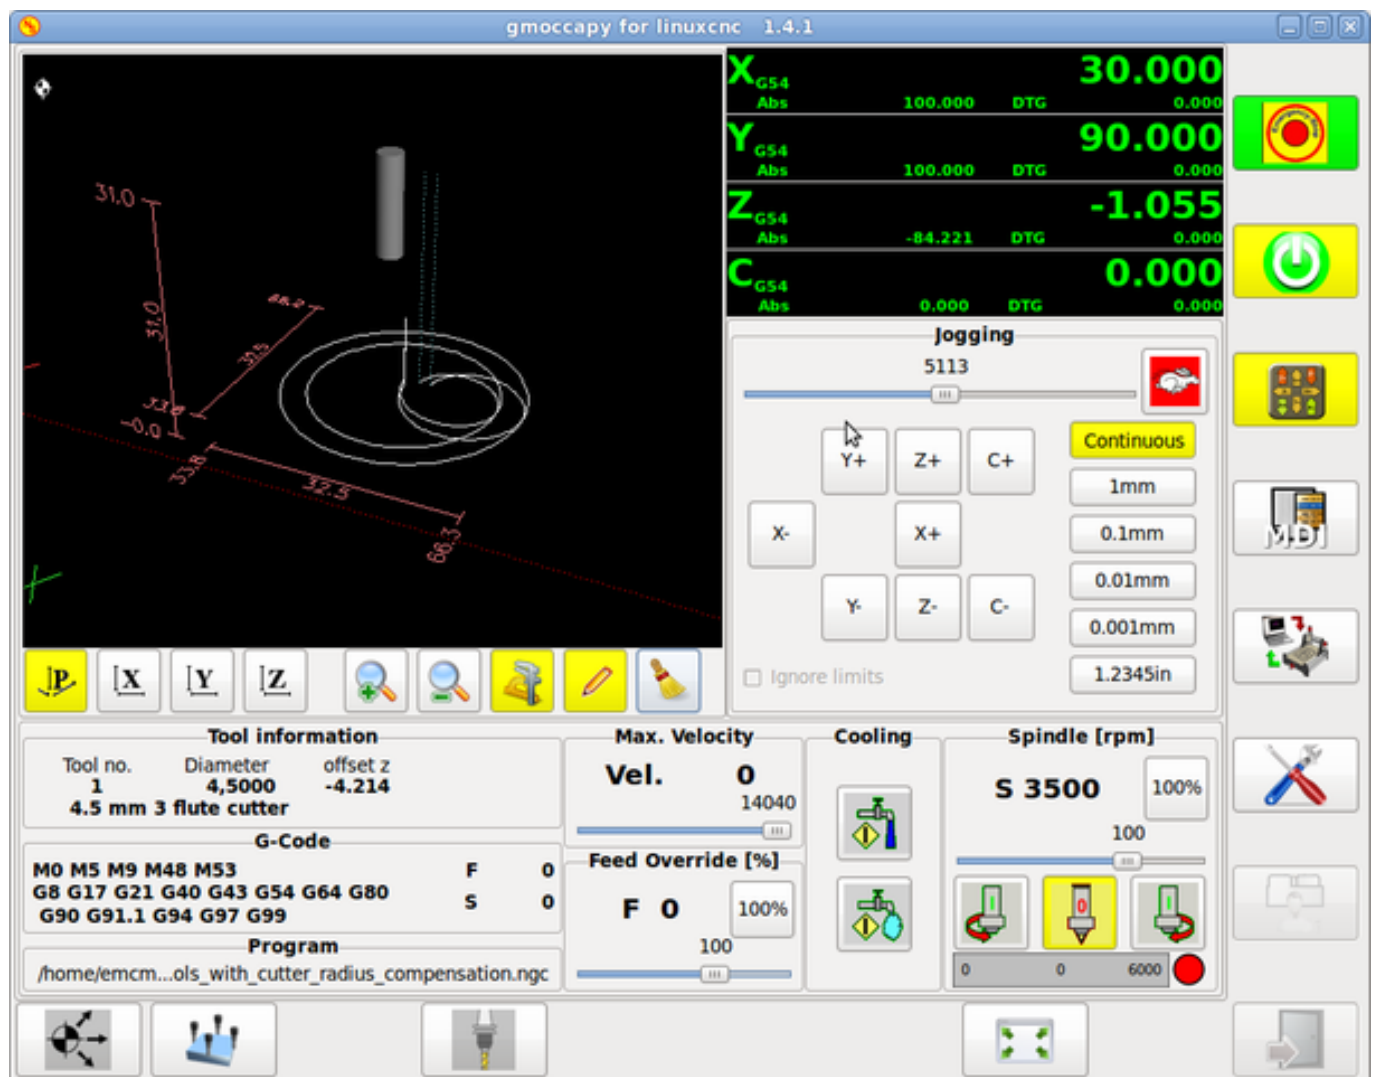 gmoccapy for linuxcnc 1.4.1
31.0
31.0
33.8
-0.0
33.8
32.5
66.3
X G54 30.000
Abs 100.000 DTG 0.000
Y G54 90.000
Abs 100.000 DTG 0.000
Z G54 -1.055
Abs -84.221 DTG 0.000
C G54 0.000
Abs 0.000 DTG 0.000
Jogging
5113
Continuous
Y+ Z+ C+
1mm
X- X+
0.1mm
0.01mm
Y- Z- C-
0.001mm
Ignore limits
1.2345in
MDI
P X Y Z
Tool information
Tool no. Diameter offset z
1 4,5000 -4.214
4.5 mm 3 flute cutter
G-Code
M0 M5 M9 M48 M53 F 0
G8 G17 G21 G40 G43 G54 G64 G80 S 0
G90 G91.1 G94 G97 G99
Program
/home/emcm...ols_with_cutter_radius_compensation.ngc
Max. Velocity
Vel. 0
14040
Feed Override [%]
F 0 100%
100
Cooling
Spindle [rpm]
S 3500 100%
100
I 0 I
0 0 6000